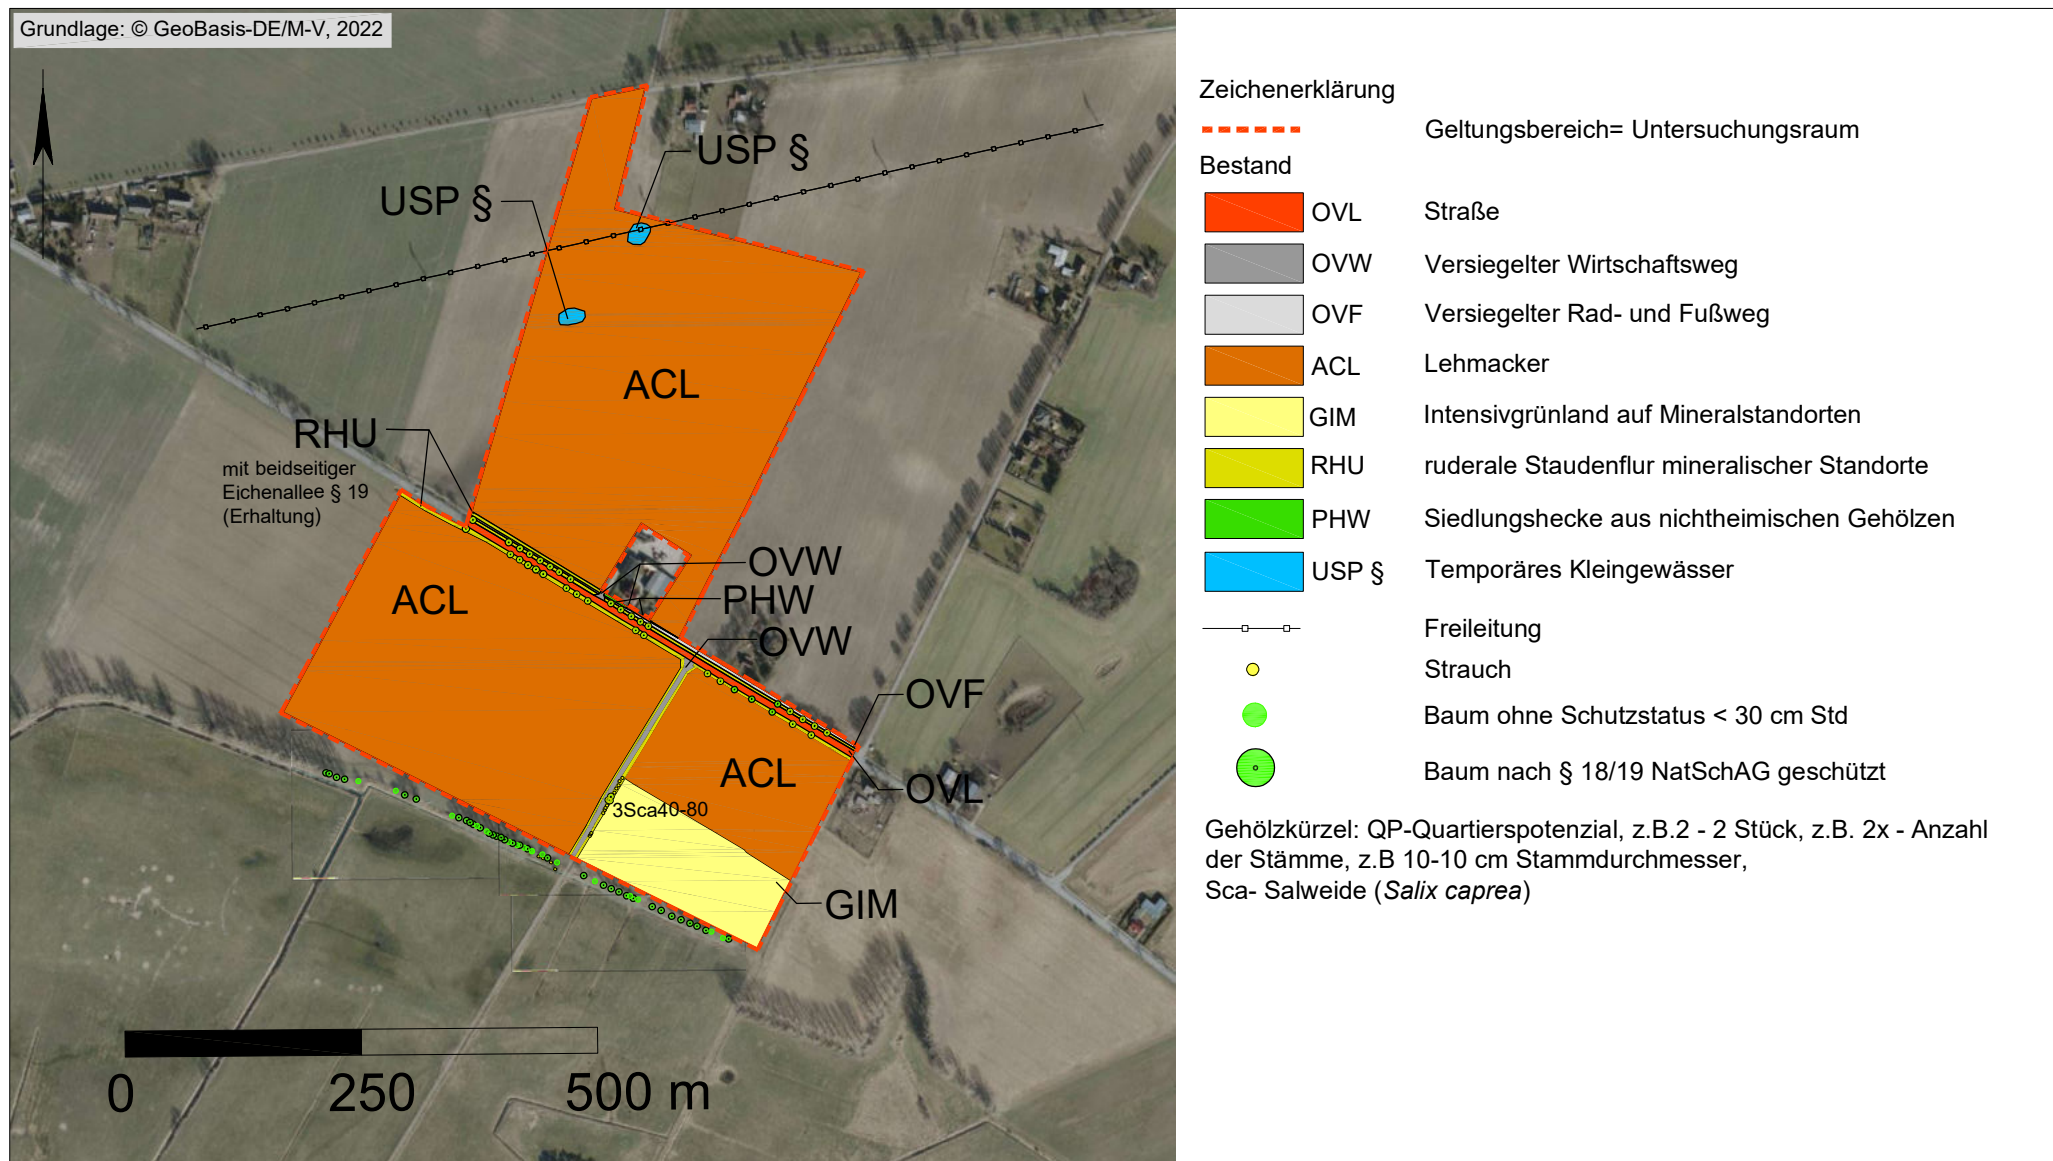 Grundlage: © GeoBasis-DE/M-V, 2022
USP §
USP §
ACL
RHU
mit beidseitiger
Eichenallee § 19
(Erhaltung)
OVW
ACL
PHW
OVW
OVF
ACL
OVL
3Sca40-80
GIM
0 250 500 m
Zeichenerklärung
Geltungsbereich= Untersuchungsraum
Bestand
OVL Straße
OVW Versiegelter Wirtschaftsweg
OVF Versiegelter Rad- und Fußweg
ACL Lehmacker
GIM Intensivgrünland auf Mineralstandorten
RHU ruderale Staudenflur mineralischer Standorte
PHW Siedlungshecke aus nichtheimischen Gehölzen
USP § Temporäres Kleingewässer
Freileitung
Strauch
Baum ohne Schutzstatus < 30 cm Std
Baum nach § 18/19 NatSchAG geschützt
Gehölzkürzel: QP-Quartierspotenzial, z.B.2 - 2 Stück, z.B. 2x - Anzahl
der Stämme, z.B 10-10 cm Stammdurchmesser,
Sca- Salweide (Salix caprea)